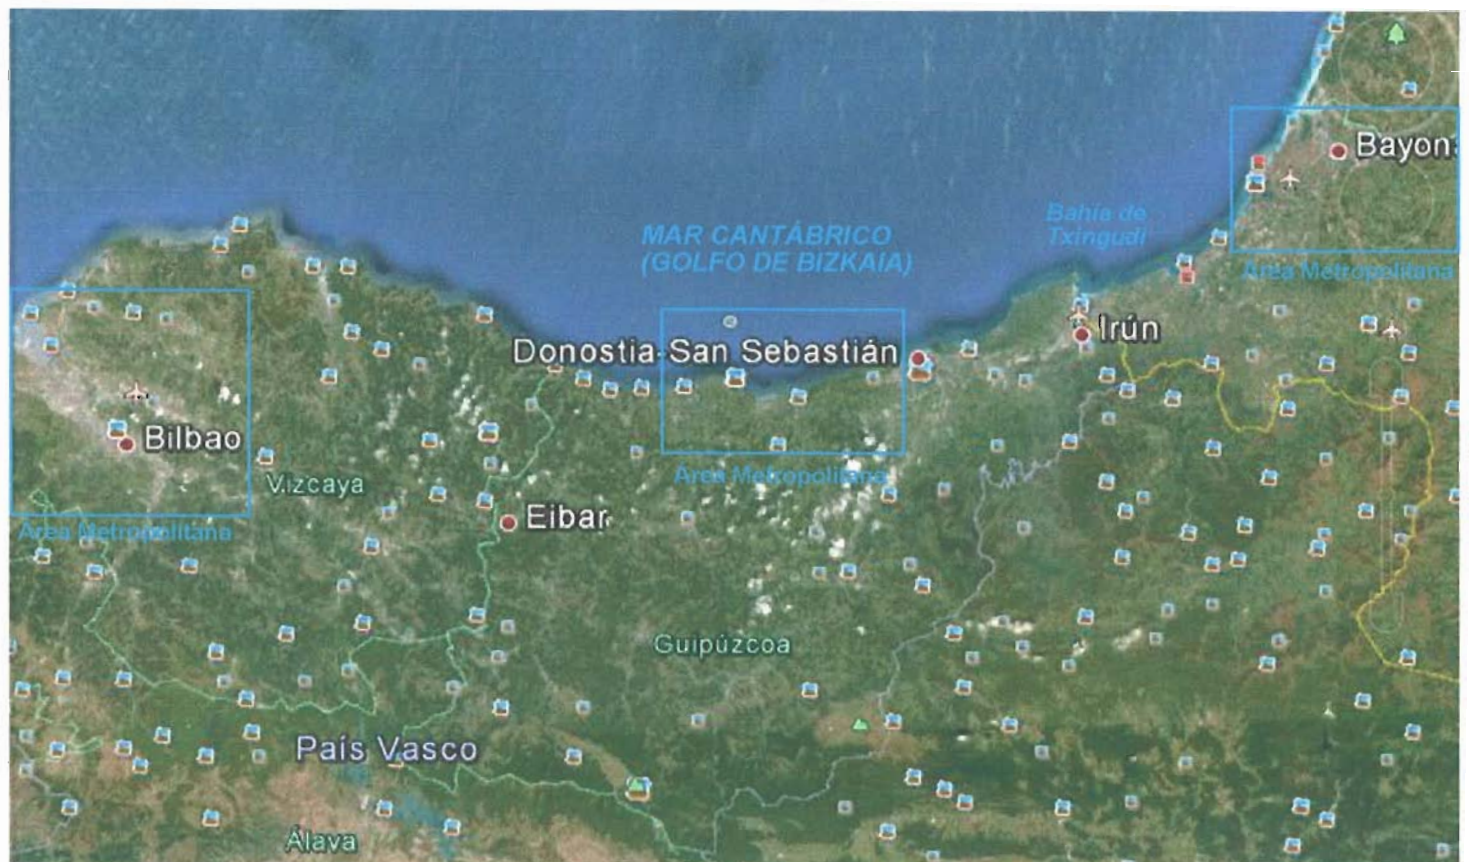 Bayon
Bahía de
Txingudi
MAR CANTÁBRICO
(GOLFO DE BIZKAIA)
Área Metropolitana
Irún
Donostia-San Sebastián
Bilbao
Área Metropolitana
Vizcaya
Eibar
Área Metropolitana
Guipúzcoa
País Vasco
Álava